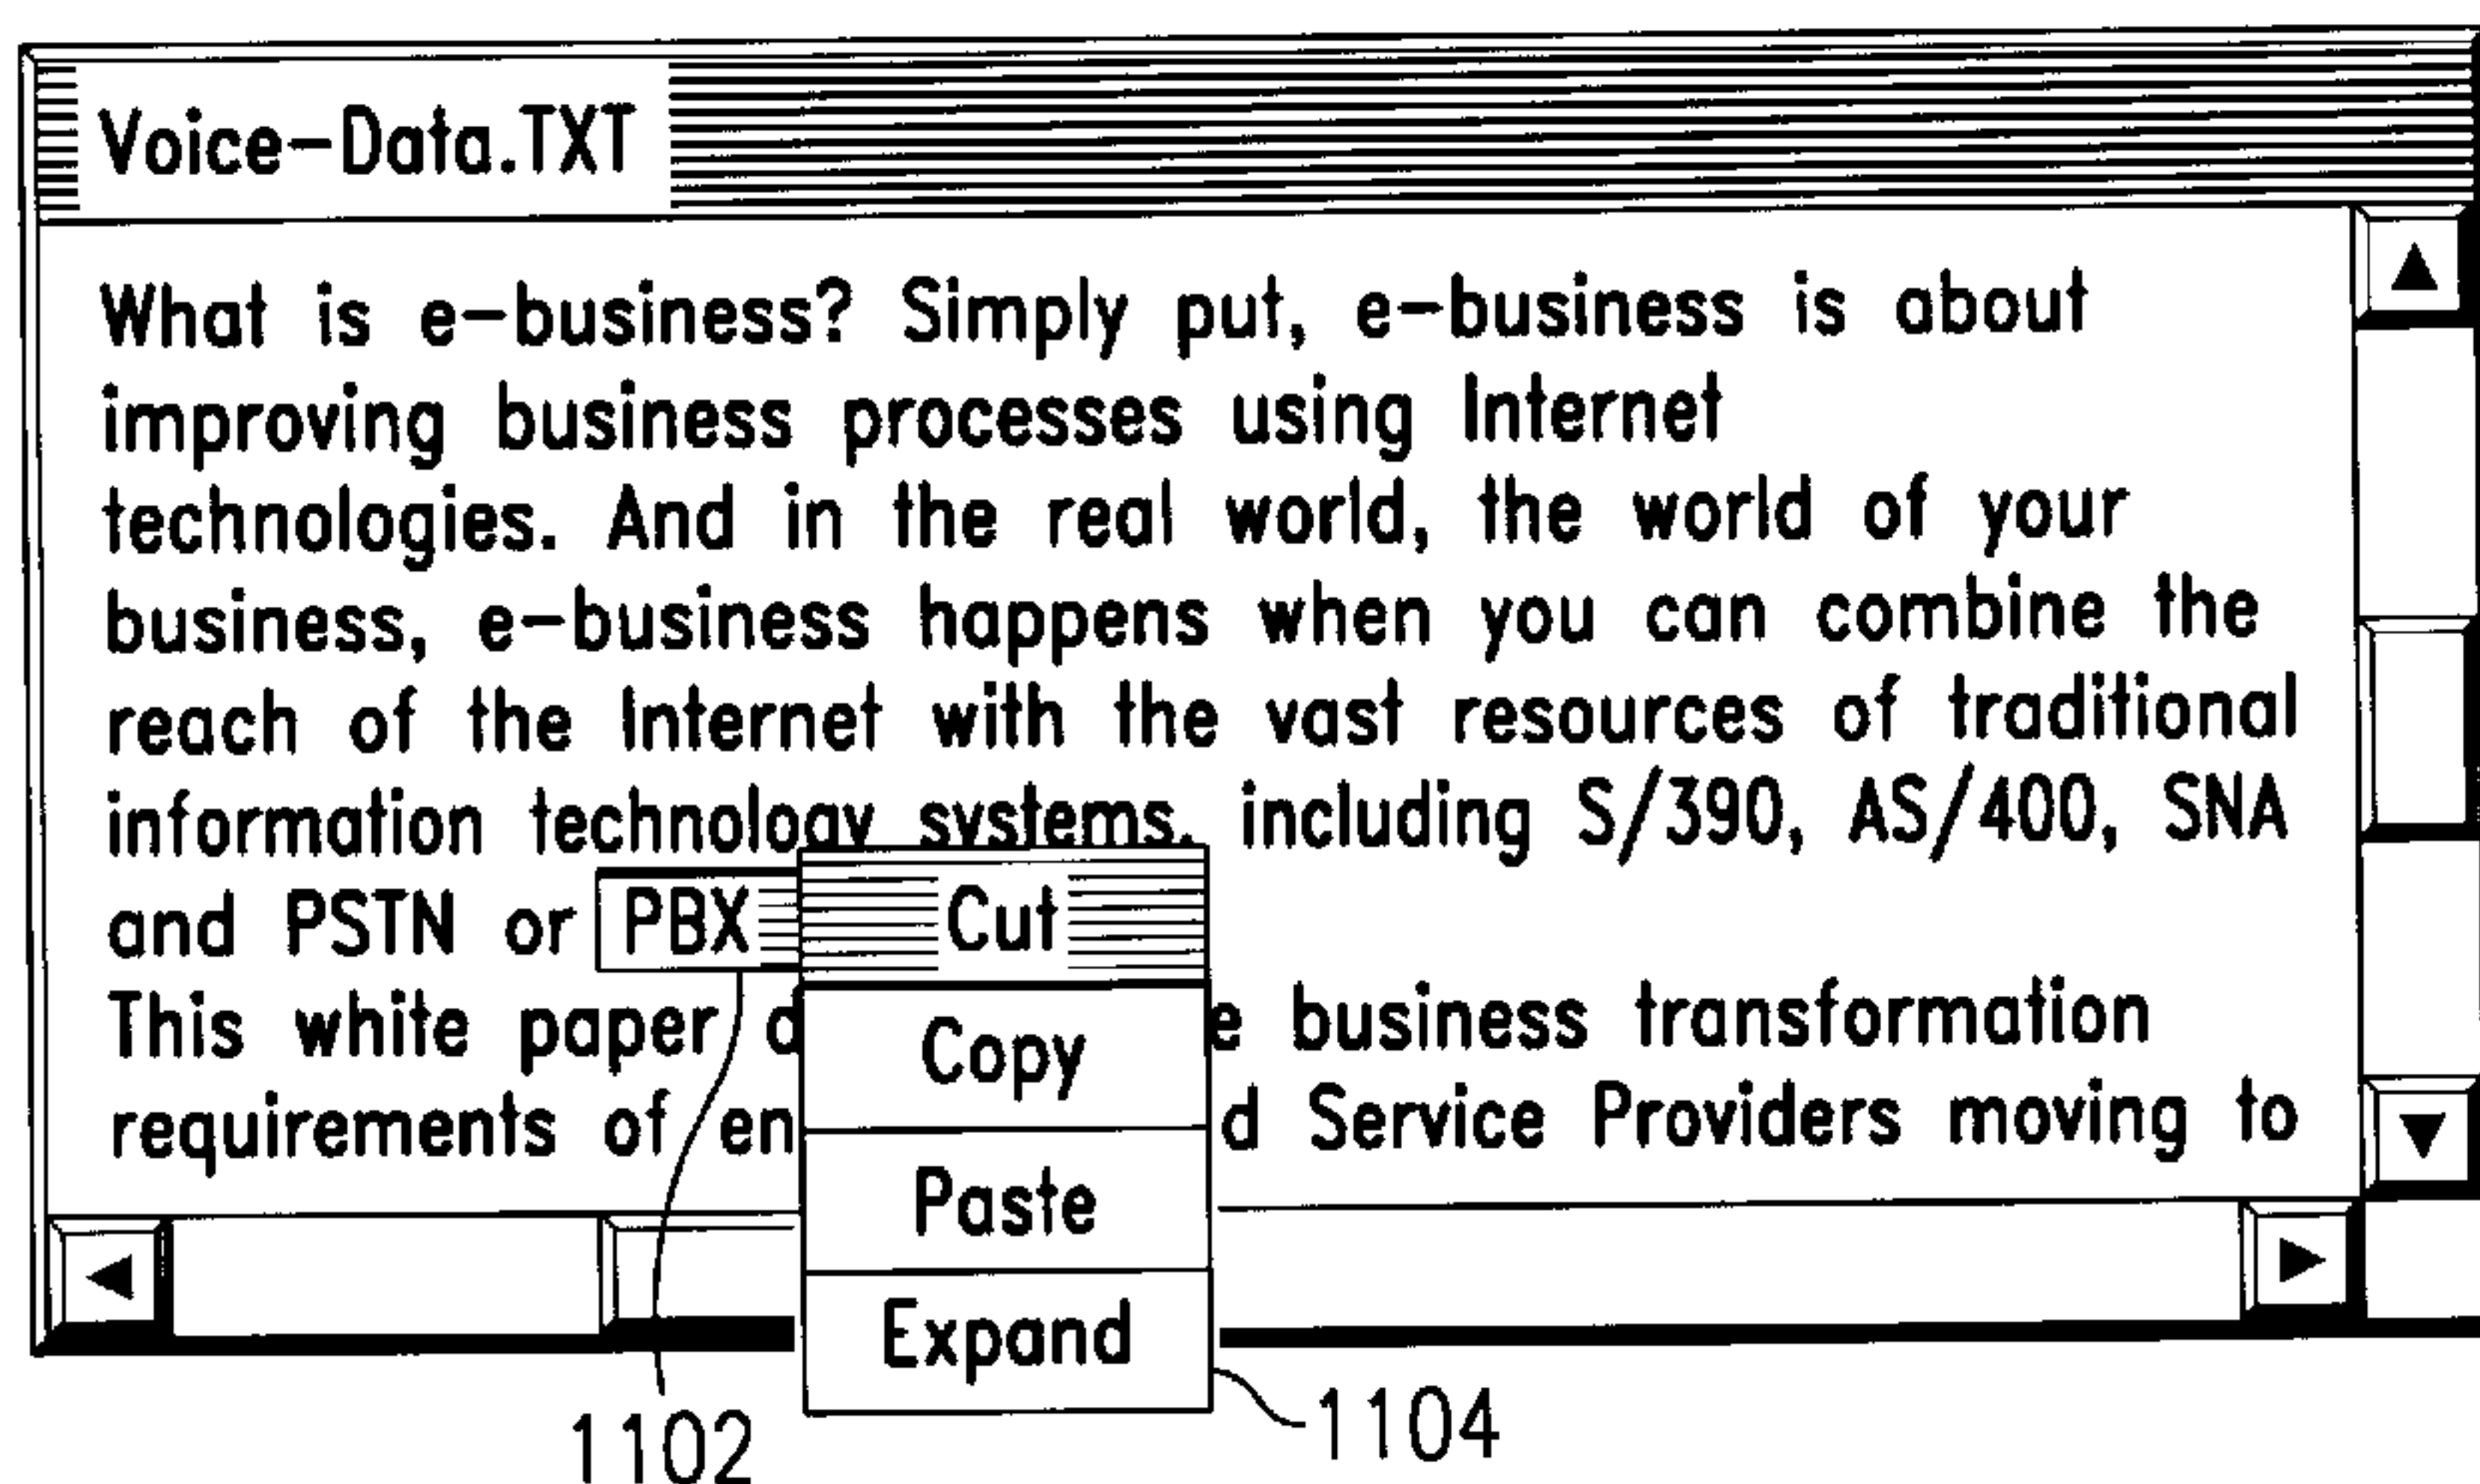 Voice-Data.TXT
What is e-business? Simply put, e-business is about
improving business processes using Internet
technologies. And in the real world, the world of your
business, e-business happens when you can combine the
reach of the Internet with the vast resources of traditional
information technology systems, including S/390, AS/400, SNA
and PSTN or PBX
Cut
This white paper business transformation
Copy
requirements of Service Providers moving to
Paste
Expand
1102
1104